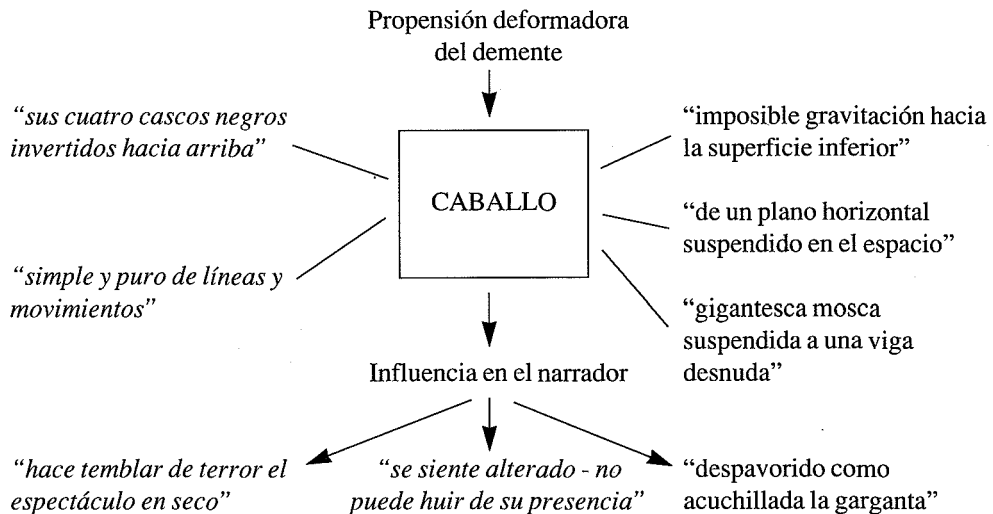 Propensión deformadora
del demente
“sus cuatro cascos negros
invertidos hacia arriba”
“simple y puro de líneas y
movimientos”
CABALLO
“imposible gravitación hacia
la superficie inferior”
“de un plano horizontal
suspendido en el espacio”
“gigantesca mosca
suspendida a una viga
desnuda”
Influencia en el narrador
“hace temblar de terror el
espectáculo en seco”
“se siente alterado - no
puede huir de su presencia”
“despavorido como
acuchillada la garganta”